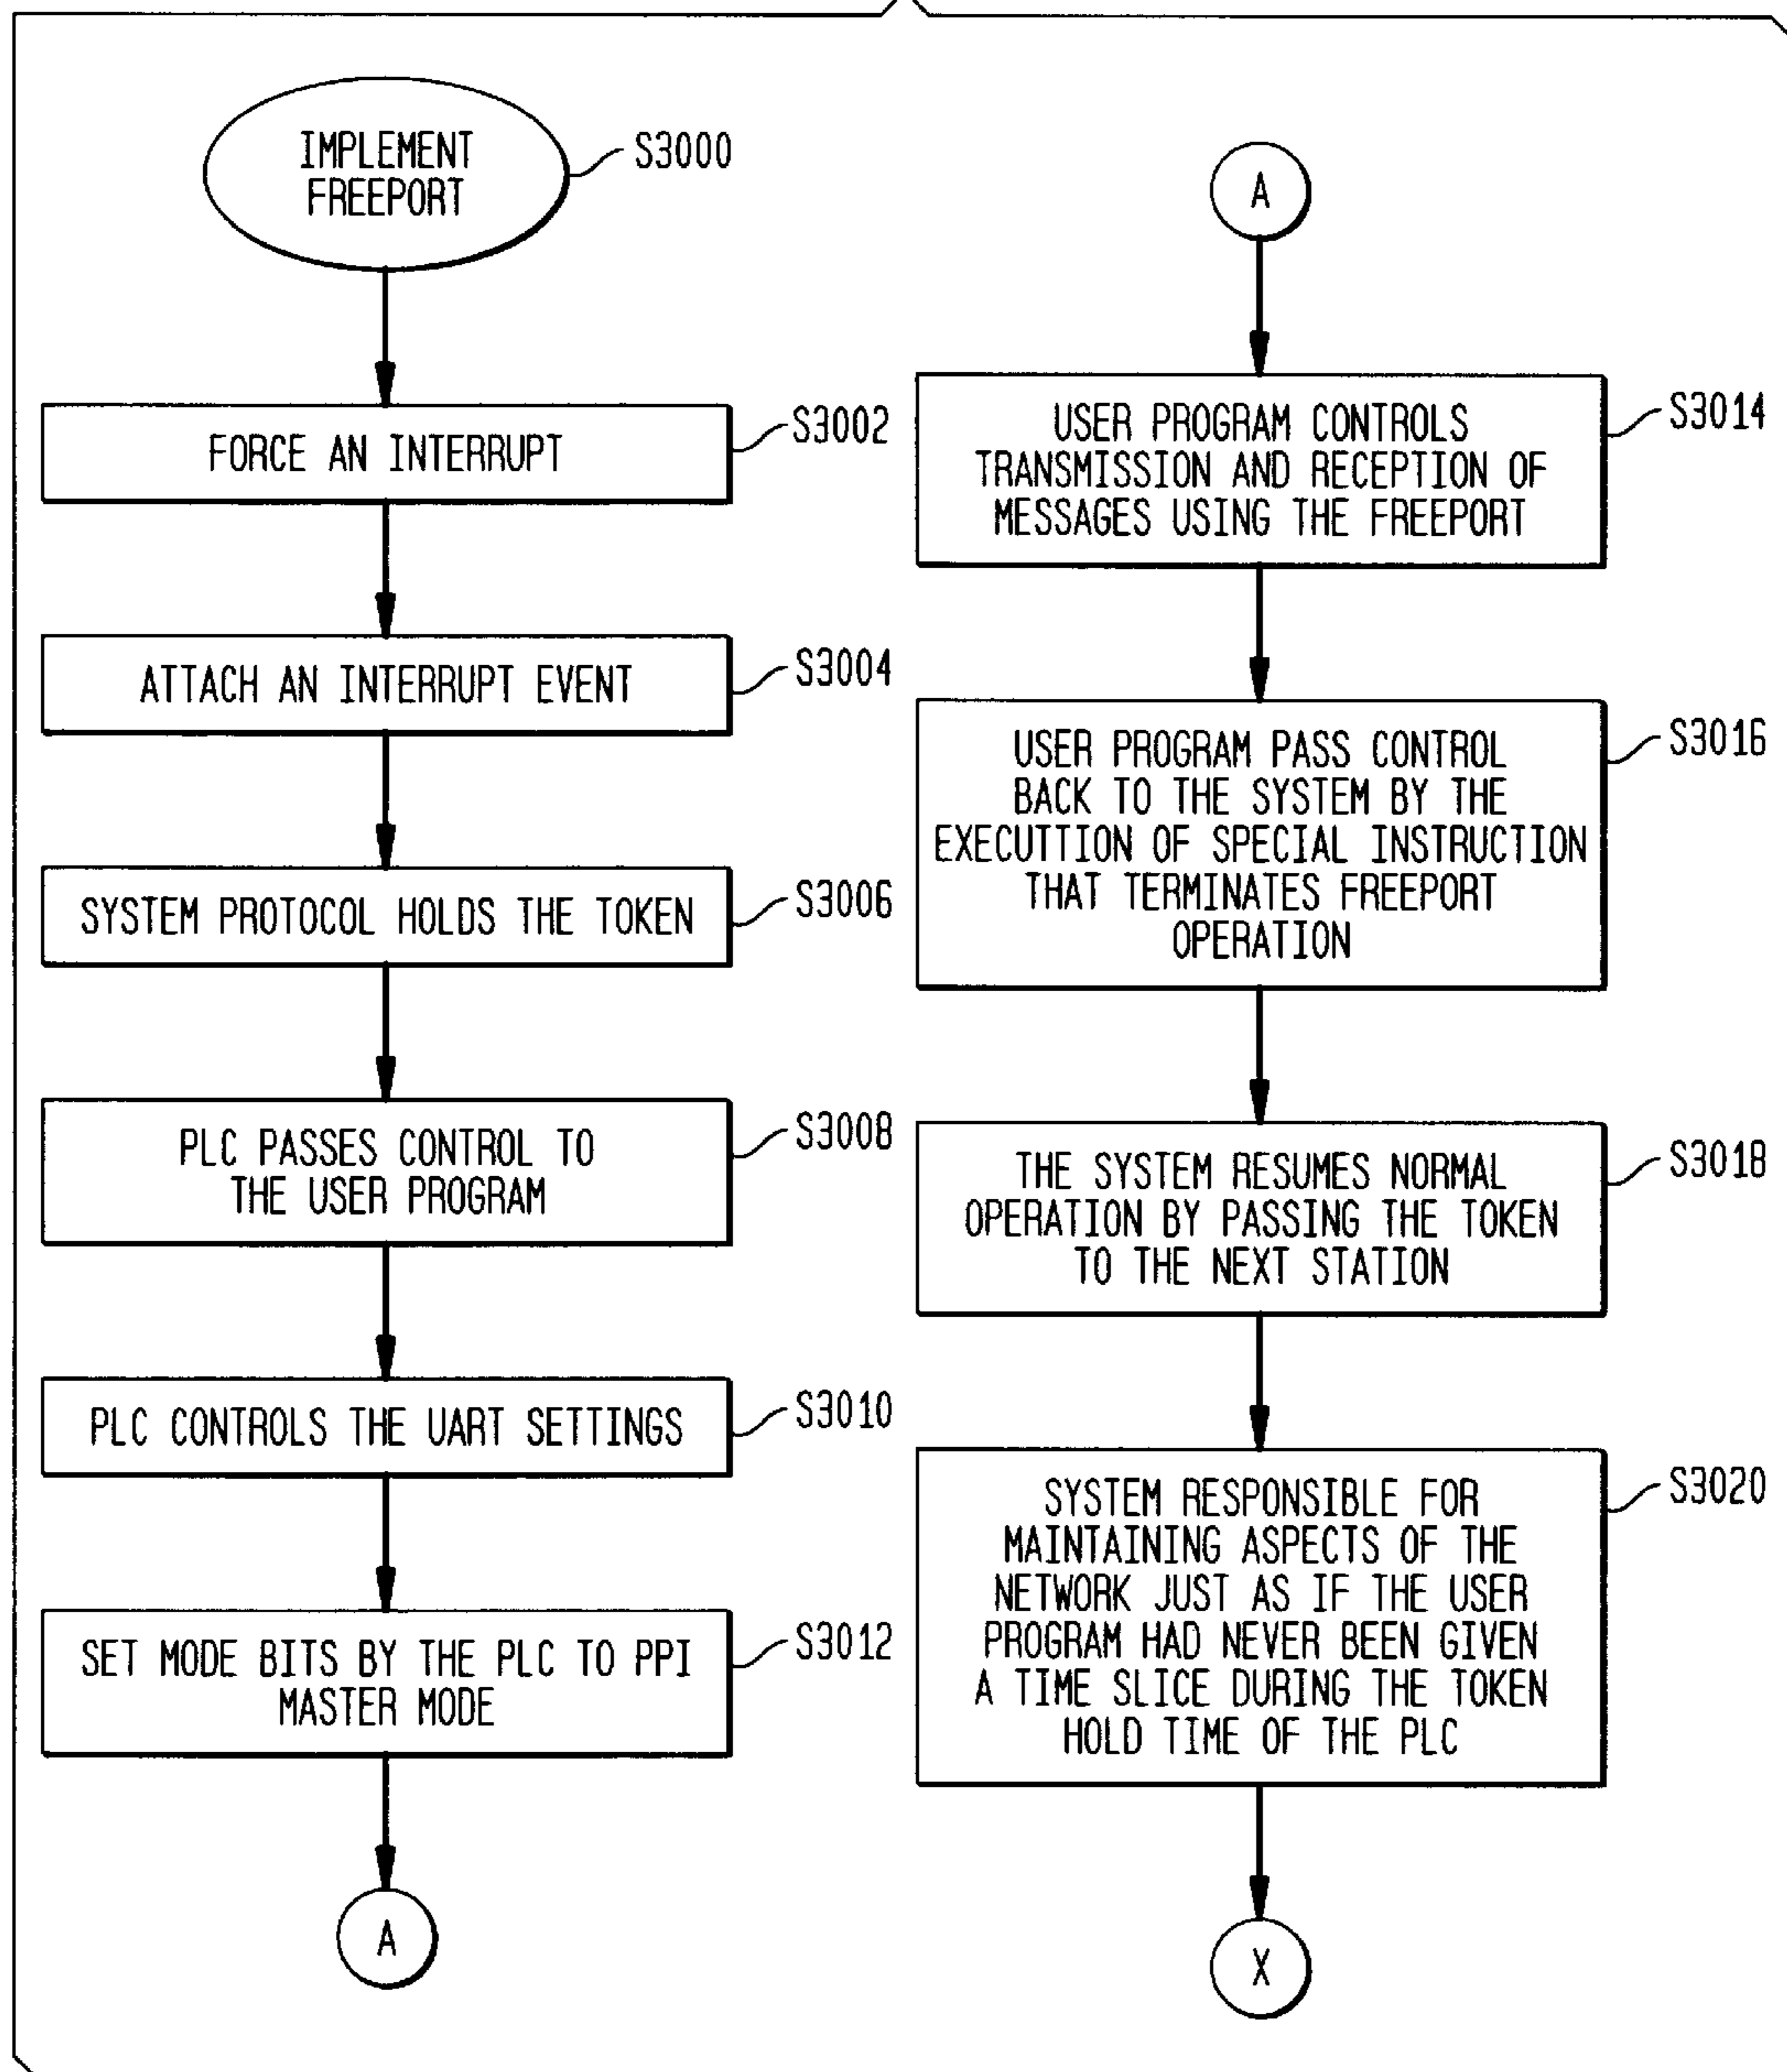 IMPLEMENT
FREEPORT
S3000
FORCE AN INTERRUPT
S3002
ATTACH AN INTERRUPT EVENT
S3004
SYSTEM PROTOCOL HOLDS THE TOKEN
S3006
PLC PASSES CONTROL TO
THE USER PROGRAM
S3008
PLC CONTROLS THE UART SETTINGS
S3010
SET MODE BITS BY THE PLC TO PPI
MASTER MODE
S3012
A
A
USER PROGRAM CONTROLS
TRANSMISSION AND RECEPTION OF
MESSAGES USING THE FREEPORT
S3014
USER PROGRAM PASS CONTROL
BACK TO THE SYSTEM BY THE
EXECUTTION OF SPECIAL INSTRUCTION
THAT TERMINATES FREEPORT
OPERATION
S3016
THE SYSTEM RESUMES NORMAL
OPERATION BY PASSING THE TOKEN
TO THE NEXT STATION
S3018
SYSTEM RESPONSIBLE FOR
MAINTAINING ASPECTS OF THE
NETWORK JUST AS IF THE USER
PROGRAM HAD NEVER BEEN GIVEN
A TIME SLICE DURING THE TOKEN
HOLD TIME OF THE PLC
S3020
X